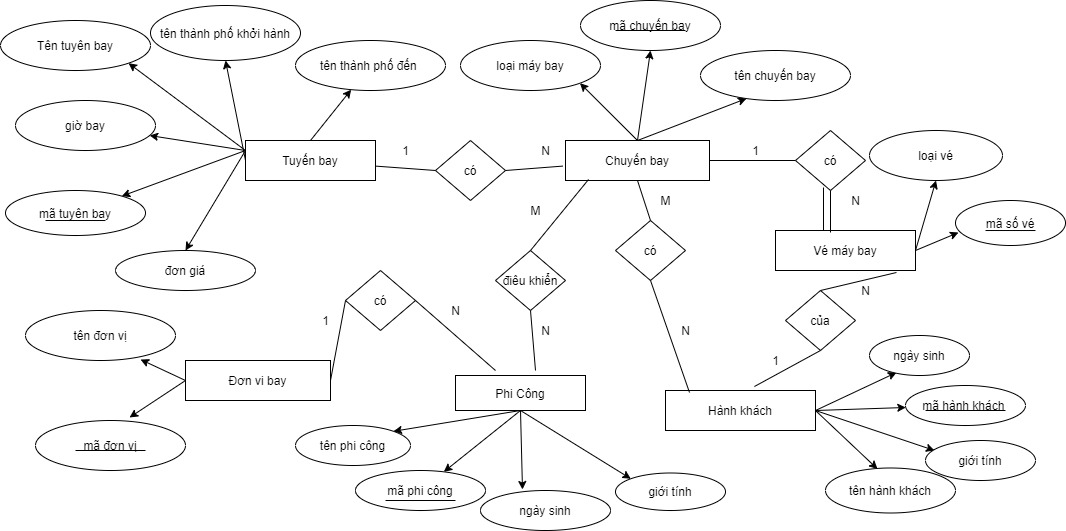 mã chuyến bay
tên thành phố khởi hành
Tên tuyên bay
tên thành phố đến
loại máy bay
tên chuyến bay
giờ bay
Tuyến bay
1
có
N
Chuyến bay
1
có
loại vé
mã tuyên bay
M
M
N
mã số vé
có
Vé máy bay
đơn giá
điêu khiển
N
có
N
của
1
tên đơn vị
N
N
1
ngày sinh
Đơn vi bay
Phi Công
Hành khách
mã hành khách
mã đơn vị
tên phi công
giới tính
mã phi công
giới tính
tên hành khách
ngày sinh